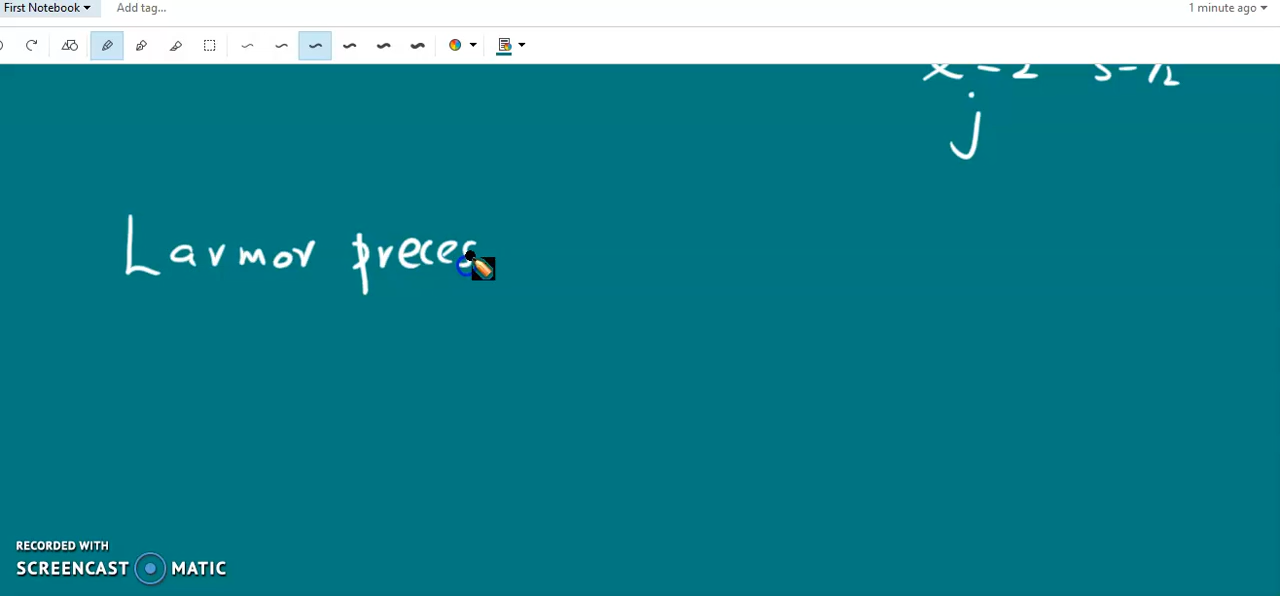 First Notebook
Add tag...
1 minute ago
j
Larmor preces
RECORDED WITH
SCREENCAST MATIC